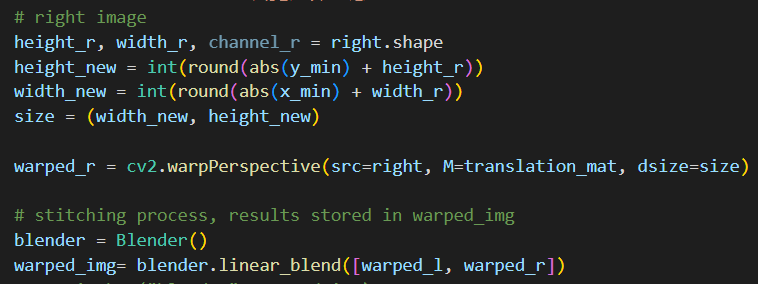 # right image
height_r, width_r, channel_r = right.shape
height_new = int(round(abs(y_min) + height_r))
width_new = int(round(abs(x_min) + width_r))
size = (width_new, height_new)
warped_r = cv2.warpPerspective(src=right, M=translation_mat, dsize=size)
# stitching process, results stored in warped_img
blender = Blender()
warped_img= blender.linear_blend([warped_l, warped_r])